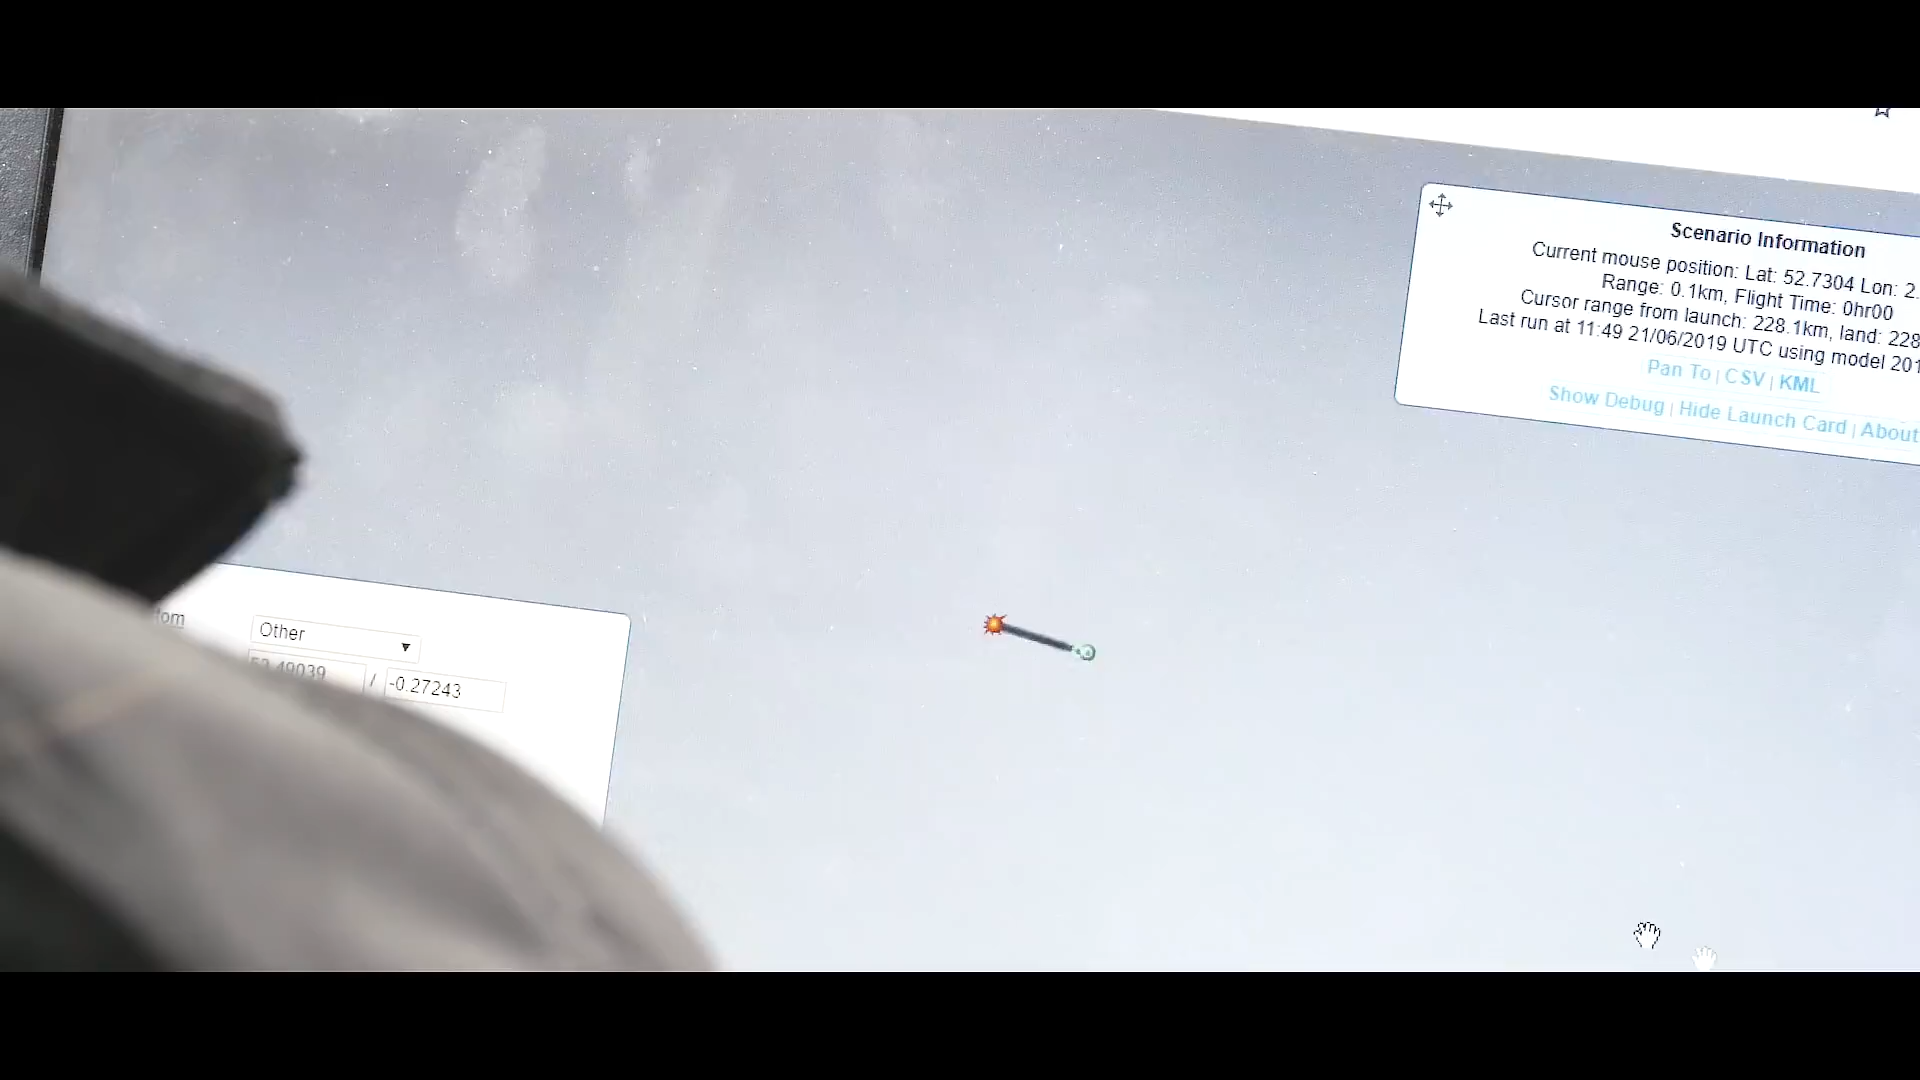 Scenario Information
Current mouse position: Lat: 52.7304 Lon: 2.
Range: 0.1km, Flight Time: 0hr00
Cursor range from launch: 228.1km, land: 228
Last run at 11:49 21/06/2019 UTC using model 201
Pan To | CSV | KML
Show Debug | Hide Launch Card | About
tom
Other
/ -0.27243